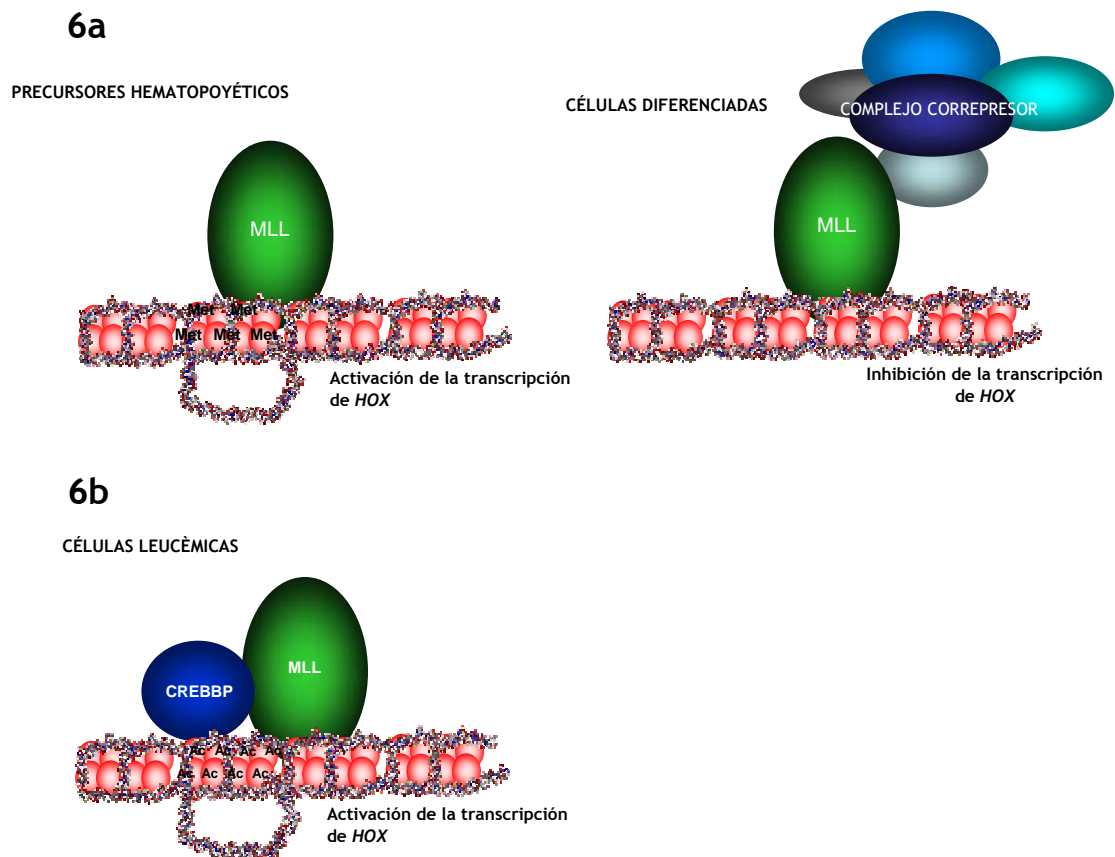 6a
PRECURSORES HEMATOPOYÉTICOS
MLL
Met Met
Met Met Met
Activación de la transcripción
de HOX
CÉLULAS DIFERENCIADAS
COMPLEJO CORREPRESOR
MLL
Inhibición de la transcripción
de HOX
6b
CÉLULAS LEUCÈMICAS
CREBBP
MLL
Ac Ac Ac Ac
Ac Ac Ac Ac
Activación de la transcripción
de HOX